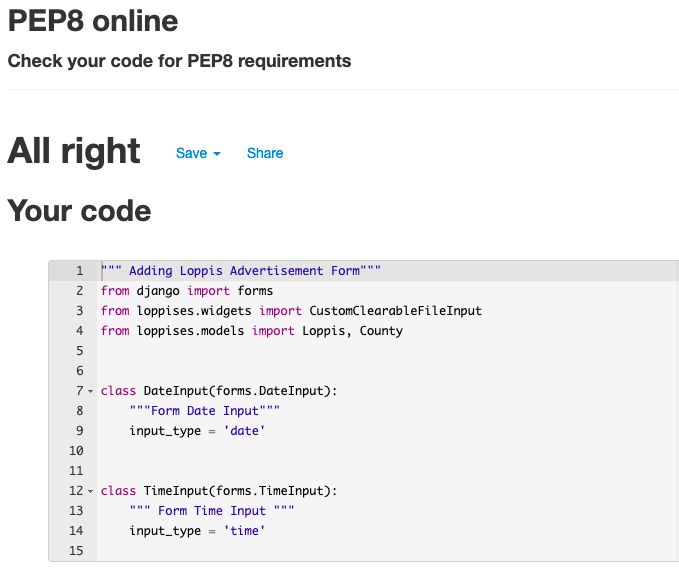 PEP8 online
Check your code for PEP8 requirements
All right Save Share
Your code
1 """ Adding Loppis Advertisement Form"""
2 from django import forms
3 from loppises.widgets import CustomClearableFileInput
4 from loppises.models import Loppis, County
5
6
7 class DateInput(forms.DateInput):
8     """Form Date Input"""
9     input_type = 'date'
10
11
12 class TimeInput(forms.TimeInput):
13     """ Form Time Input """
14     input_type = 'time'
15